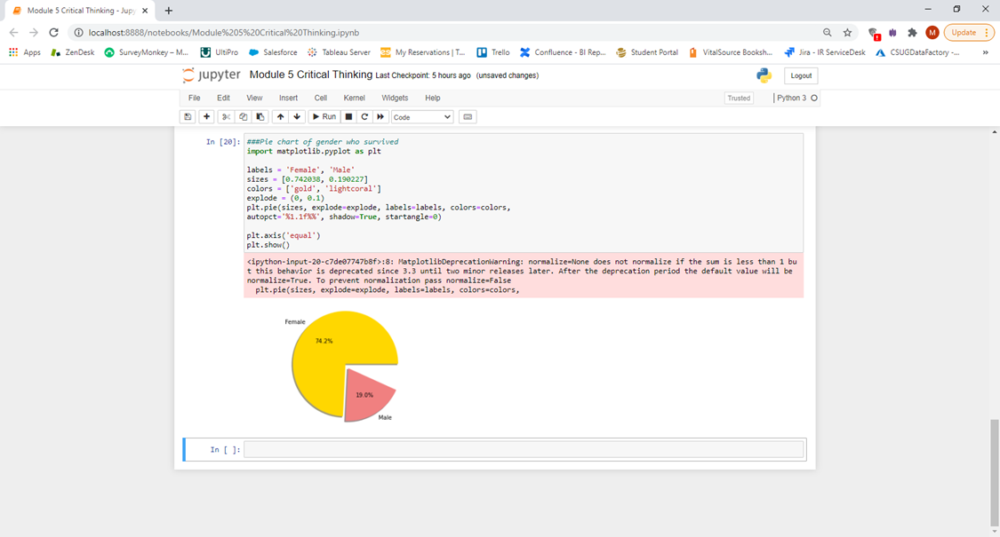 Module 5 Critical Thinking - Jupy
localhost:8888/notebooks/Module%205%20Critical%20Thinking.ipynb
M
Update
Apps
ZenDesk
SurveyMonkey – M...
UltiPro
Salesforce
Tableau Server
My Reservations | T...
Trello
Confluence - BI Rep...
Student Portal
VitalSource Booksh...
Jira - IR ServiceDesk
CSUGDataFactory -...
»
jupyter Module 5 Critical Thinking Last Checkpoint: 5 hours ago (unsaved changes)
Logout
File Edit View Insert Cell Kernel Widgets Help
Trusted
Python 3
Run
Code
In [20]:
###Pie chart of gender who survived
import matplotlib.pyplot as plt
labels = 'Female', 'Male'
sizes = [0.742038, 0.190227]
colors = ['gold', 'lightcoral']
explode = (0, 0.1)
plt.pie(sizes, explode=explode, labels=labels, colors=colors,
autopct='%1.1f%%', shadow=True, startangle=0)
plt.axis('equal')
plt.show()
<ipython-input-20-c7de07747b8f>:8: MatplotlibDeprecationWarning: normalize=None does not normalize if the sum is less than 1 bu
t this behavior is deprecated since 3.3 until two minor releases later. After the deprecation period the default value will be
normalize=True. To prevent normalization pass normalize=False
plt.pie(sizes, explode=explode, labels=labels, colors=colors,
Female
74.2%
19.0%
Male
In [ ]: